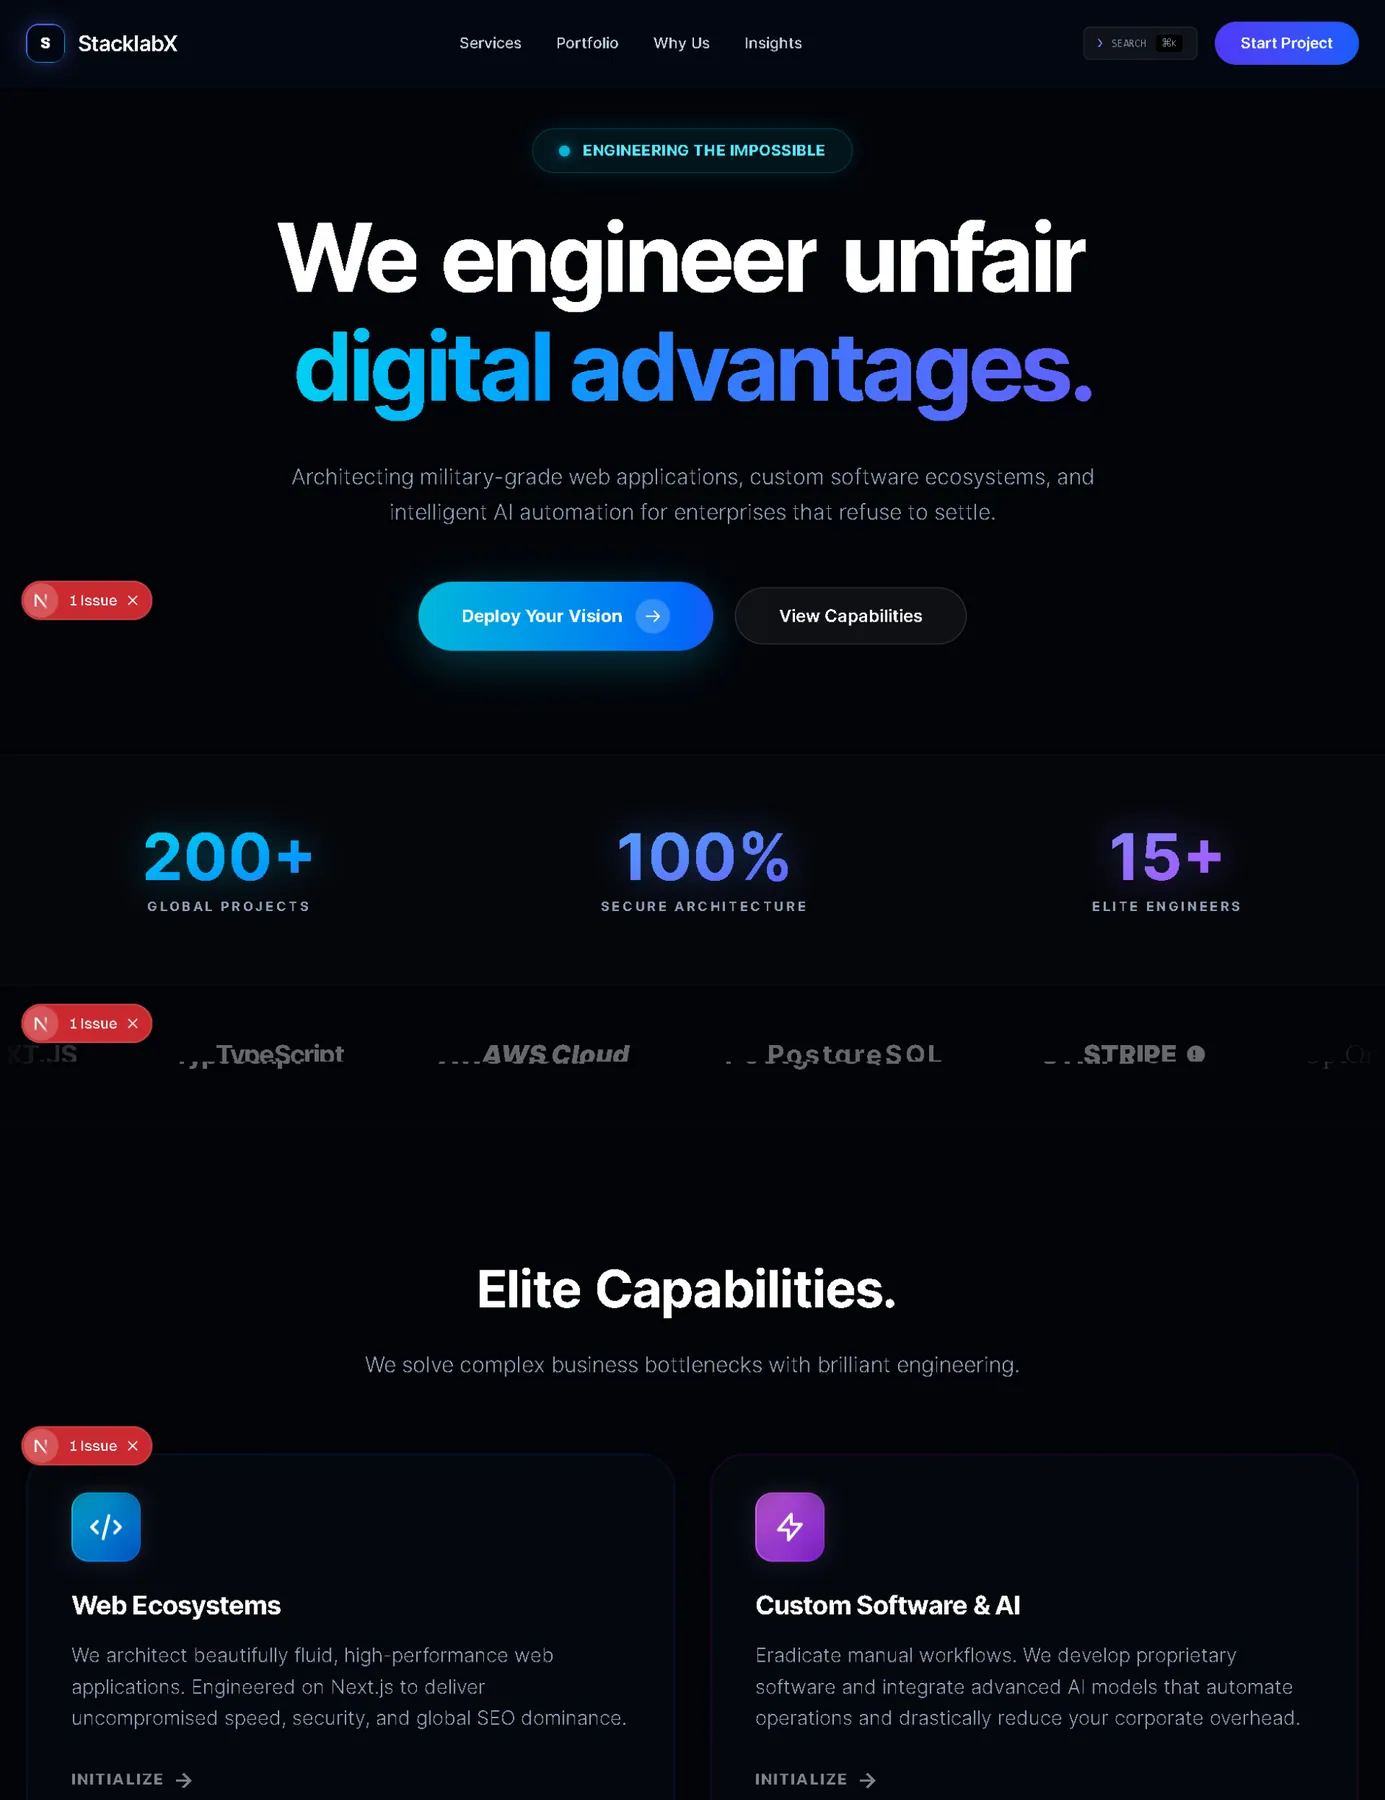 S StacklabX
Services Portfolio Why Us Insights
SEARCH ⌘K
Start Project
ENGINEERING THE IMPOSSIBLE
We engineer unfair
digital advantages.
Architecting military-grade web applications, custom software ecosystems, and
intelligent AI automation for enterprises that refuse to settle.
N 1 Issue
Deploy Your Vision →
View Capabilities
200+
GLOBAL PROJECTS
100%
SECURE ARCHITECTURE
15+
ELITE ENGINEERS
N 1 Issue
TypeScript AWS Cloud PostgreSQL STRIPE
Elite Capabilities.
We solve complex business bottlenecks with brilliant engineering.
N 1 Issue
Web Ecosystems
We architect beautifully fluid, high-performance web
applications. Engineered on Next.js to deliver
uncompromised speed, security, and global SEO dominance.
INITIALIZE →
Custom Software & AI
Eradicate manual workflows. We develop proprietary
software and integrate advanced AI models that automate
operations and drastically reduce your corporate overhead.
INITIALIZE →